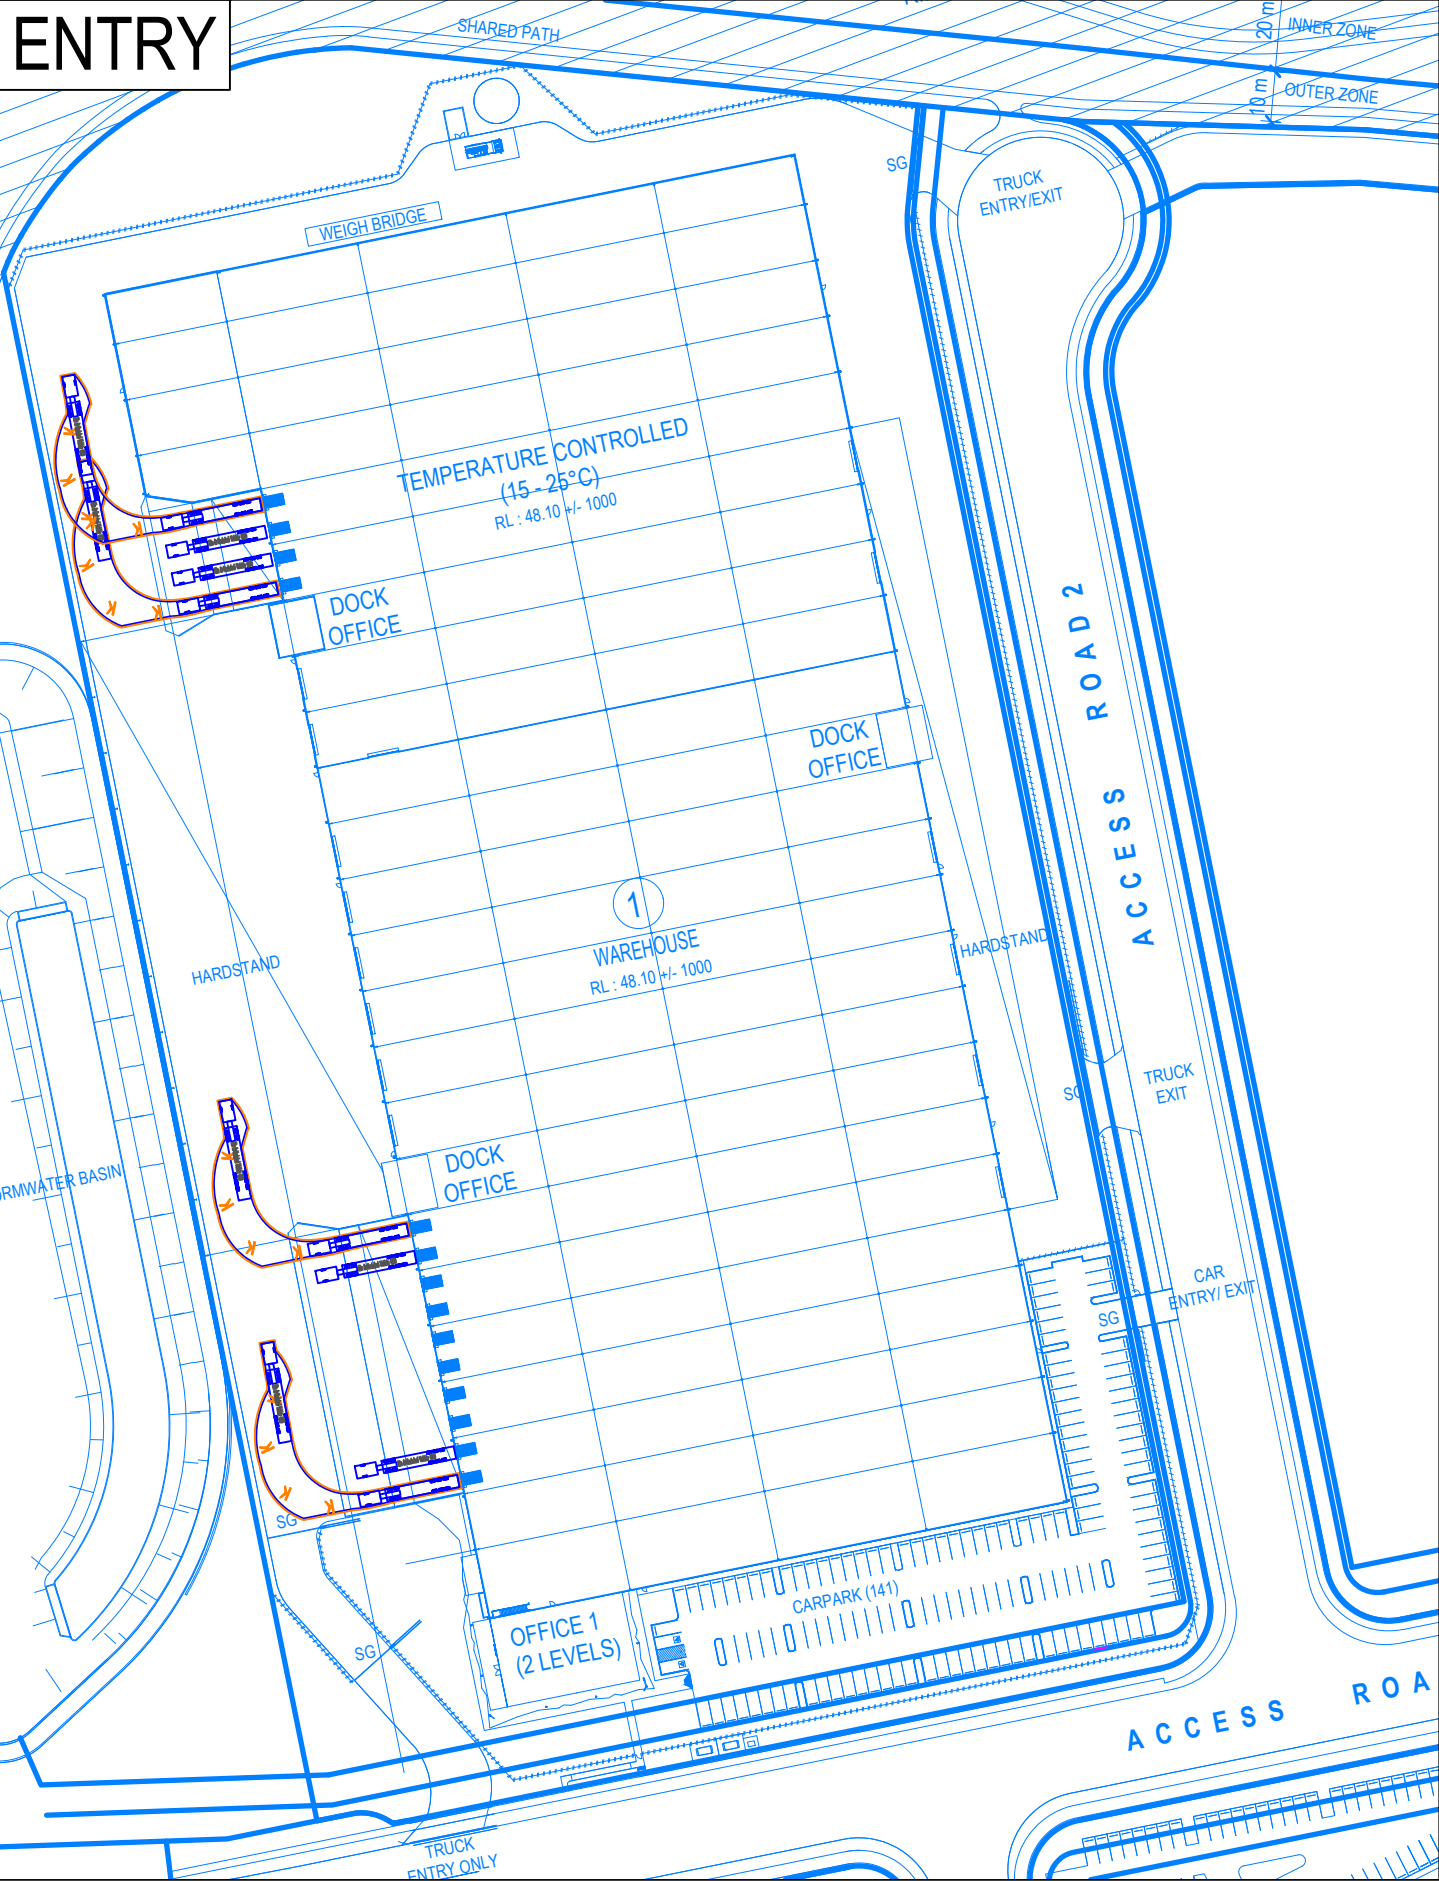 ENTRY
SHARED PATH
20 m
INNER ZONE
10 m
OUTER ZONE
SG
TRUCK
ENTRY/EXIT
WEIGH BRIDGE
TEMPERATURE CONTROLLED
(15 - 25°C)
RL : 48.10 +/- 1000
DOCK
OFFICE
ACCESS ROAD 2
DOCK
OFFICE
1
WAREHOUSE
RL : 48.10 +/- 1000
HARDSTAND
HARDSTAND
SG
TRUCK
EXIT
DOCK
OFFICE
ORMWATER BASIN
CAR
ENTRY/ EXIT
SG
SG
CARPARK (141)
OFFICE 1
(2 LEVELS)
SG
ACCESS ROA
TRUCK
ENTRY ONLY